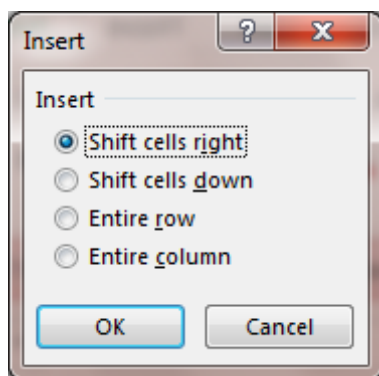 Insert
Insert
Shift cells right
Shift cells down
Entire row
Entire column
OK Cancel